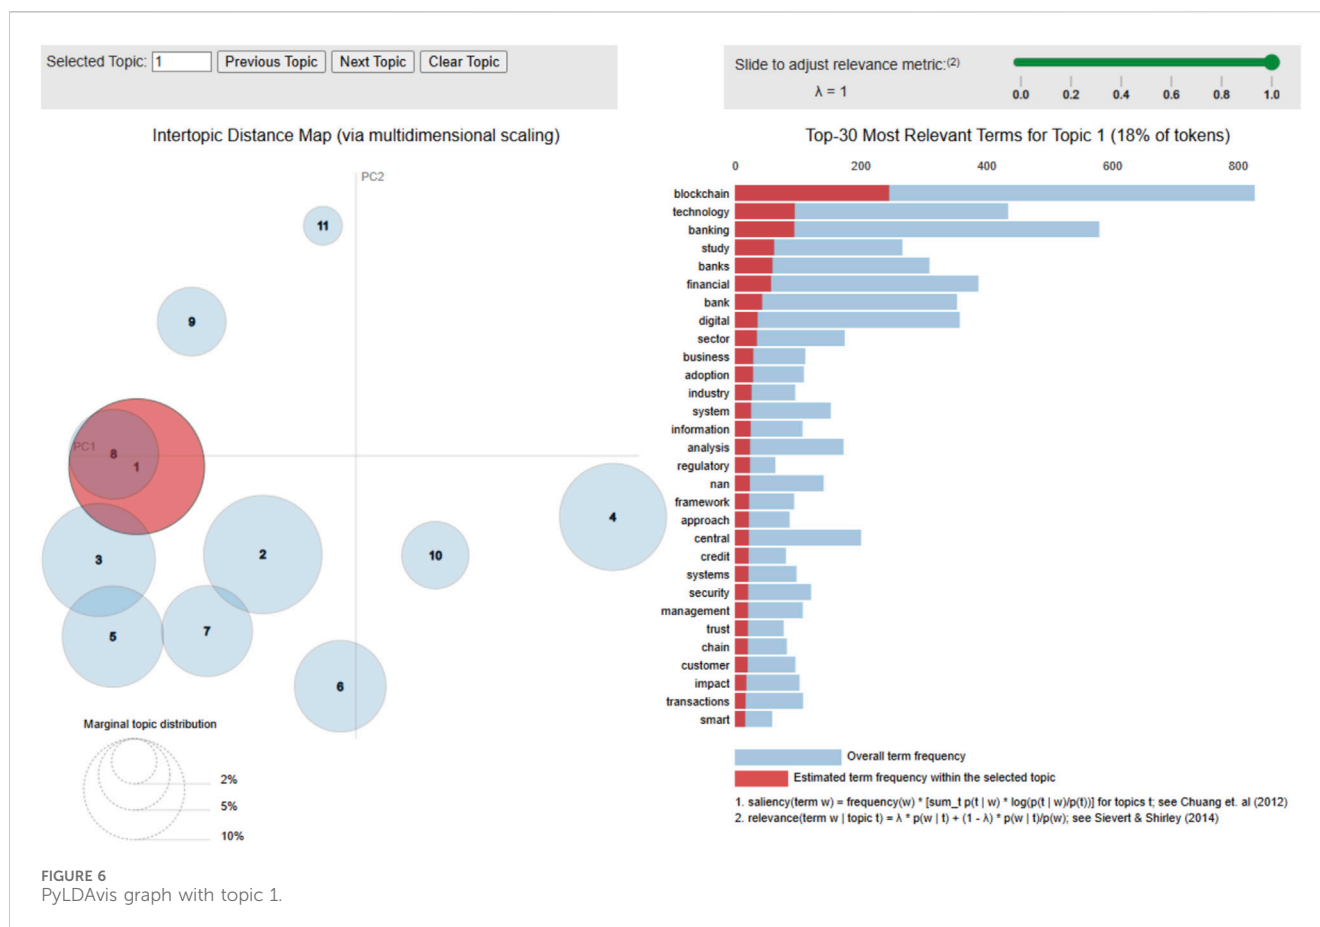 Selected Topic: 1 Previous Topic Next Topic Clear Topic
Slide to adjust relevance metric:(2)
λ = 1
0.0 0.2 0.4 0.6 0.8 1.0
Intertopic Distance Map (via multidimensional scaling)
PC2
11
9
PC1
8
1
3
2
10
4
5
7
6
Marginal topic distribution
2%
5%
10%
Top-30 Most Relevant Terms for Topic 1 (18% of tokens)
0 200 400 600 800
blockchain
technology
banking
study
banks
financial
bank
digital
sector
business
adoption
industry
system
information
analysis
regulatory
nan
framework
approach
central
credit
systems
security
management
trust
chain
customer
impact
transactions
smart
Overall term frequency
Estimated term frequency within the selected topic
1. saliency(term w) = frequency(w) * [sum_t p(t | w) * log(p(t | w)/p(t))] for topics t; see Chuang et. al (2012)
2. relevance(term w | topic t) = λ * p(w | t) + (1 - λ) * p(w | t)/p(w); see Sievert & Shirley (2014)
FIGURE 6
PyLDAvis graph with topic 1.